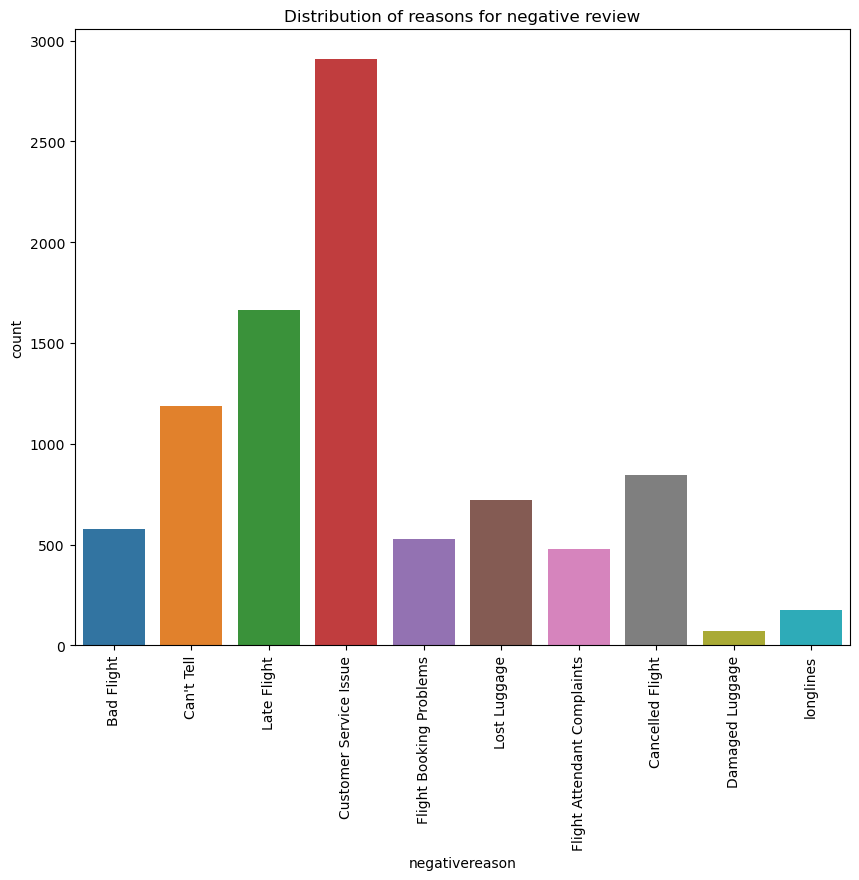 Distribution of reasons for negative review
3000
2500
2000
1500
1000
500
0
count
Bad Flight
Can't Tell
Late Flight
Customer Service Issue
Flight Booking Problems
Lost Luggage
Flight Attendant Complaints
Cancelled Flight
Damaged Luggage
longlines
negativereason